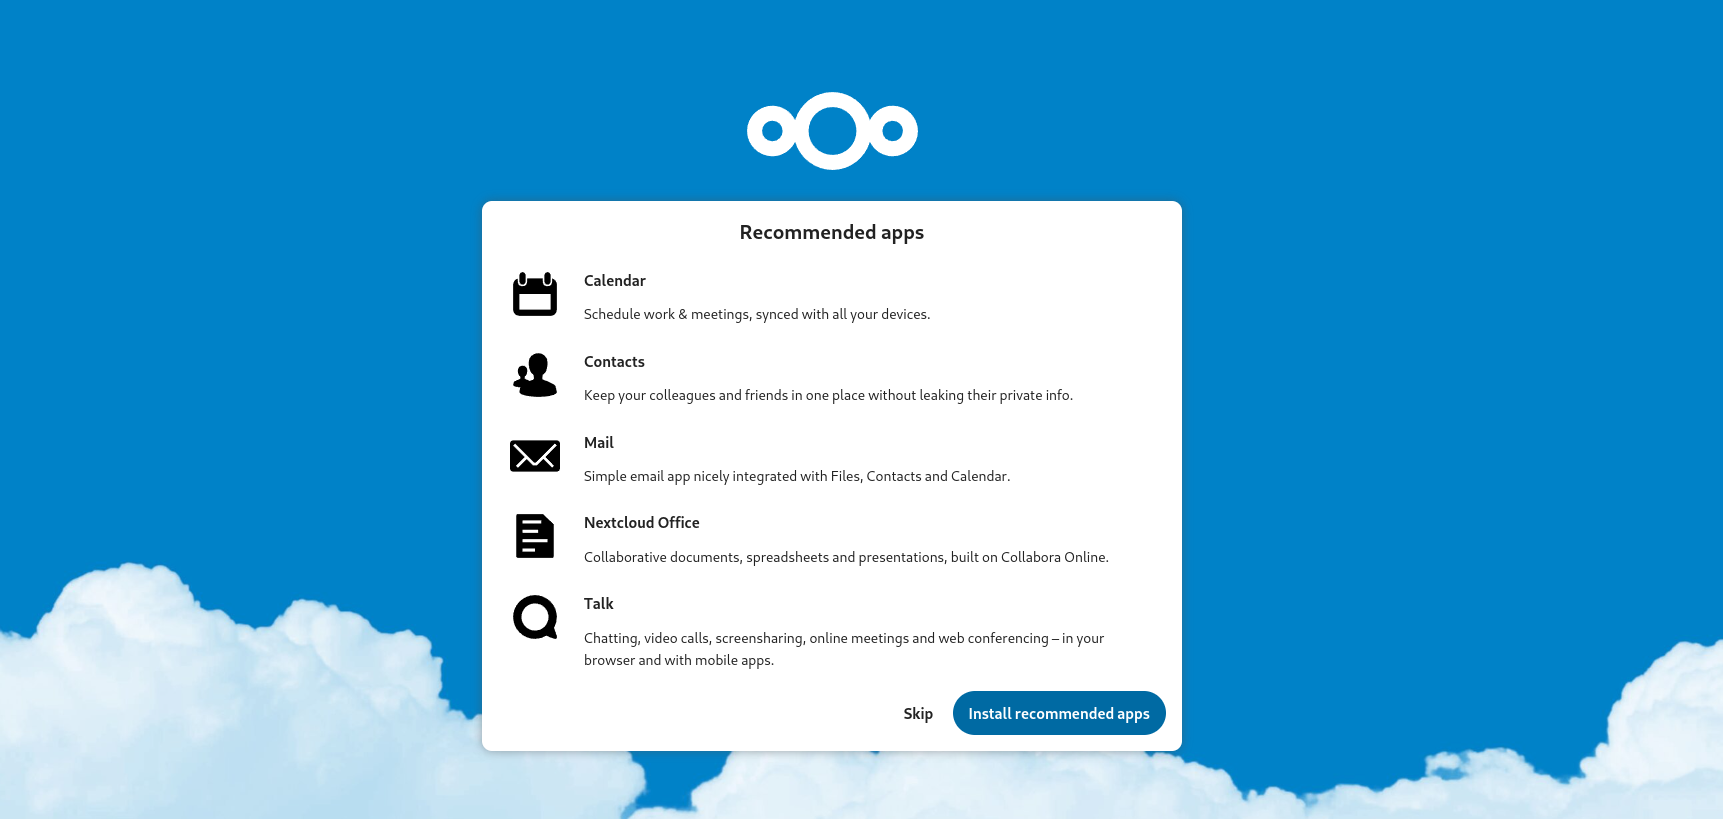 Recommended apps
Calendar
Schedule work & meetings, synced with all your devices.
Contacts
Keep your colleagues and friends in one place without leaking their private info.
Mail
Simple email app nicely integrated with Files, Contacts and Calendar.
Nextcloud Office
Collaborative documents, spreadsheets and presentations, built on Collabora Online.
Talk
Chatting, video calls, screensharing, online meetings and web conferencing – in your
browser and with mobile apps.
Skip
Install recommended apps